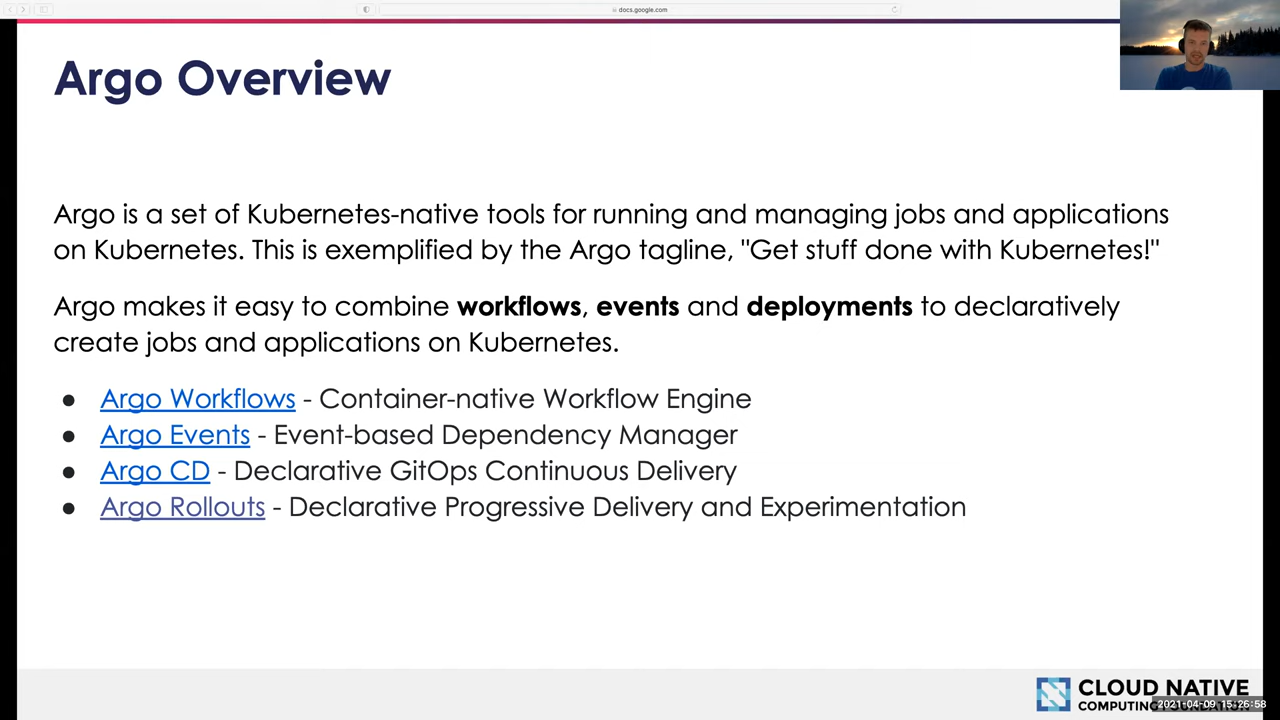 docs.google.com
Argo Overview
Argo is a set of Kubernetes-native tools for running and managing jobs and applications
on Kubernetes. This is exemplified by the Argo tagline, "Get stuff done with Kubernetes!"
Argo makes it easy to combine workflows, events and deployments to declaratively
create jobs and applications on Kubernetes.
● Argo Workflows - Container-native Workflow Engine
● Argo Events - Event-based Dependency Manager
● Argo CD - Declarative GitOps Continuous Delivery
● Argo Rollouts - Declarative Progressive Delivery and Experimentation
CLOUD NATIVE
COMPUTING
2021-04-09 15:26:58